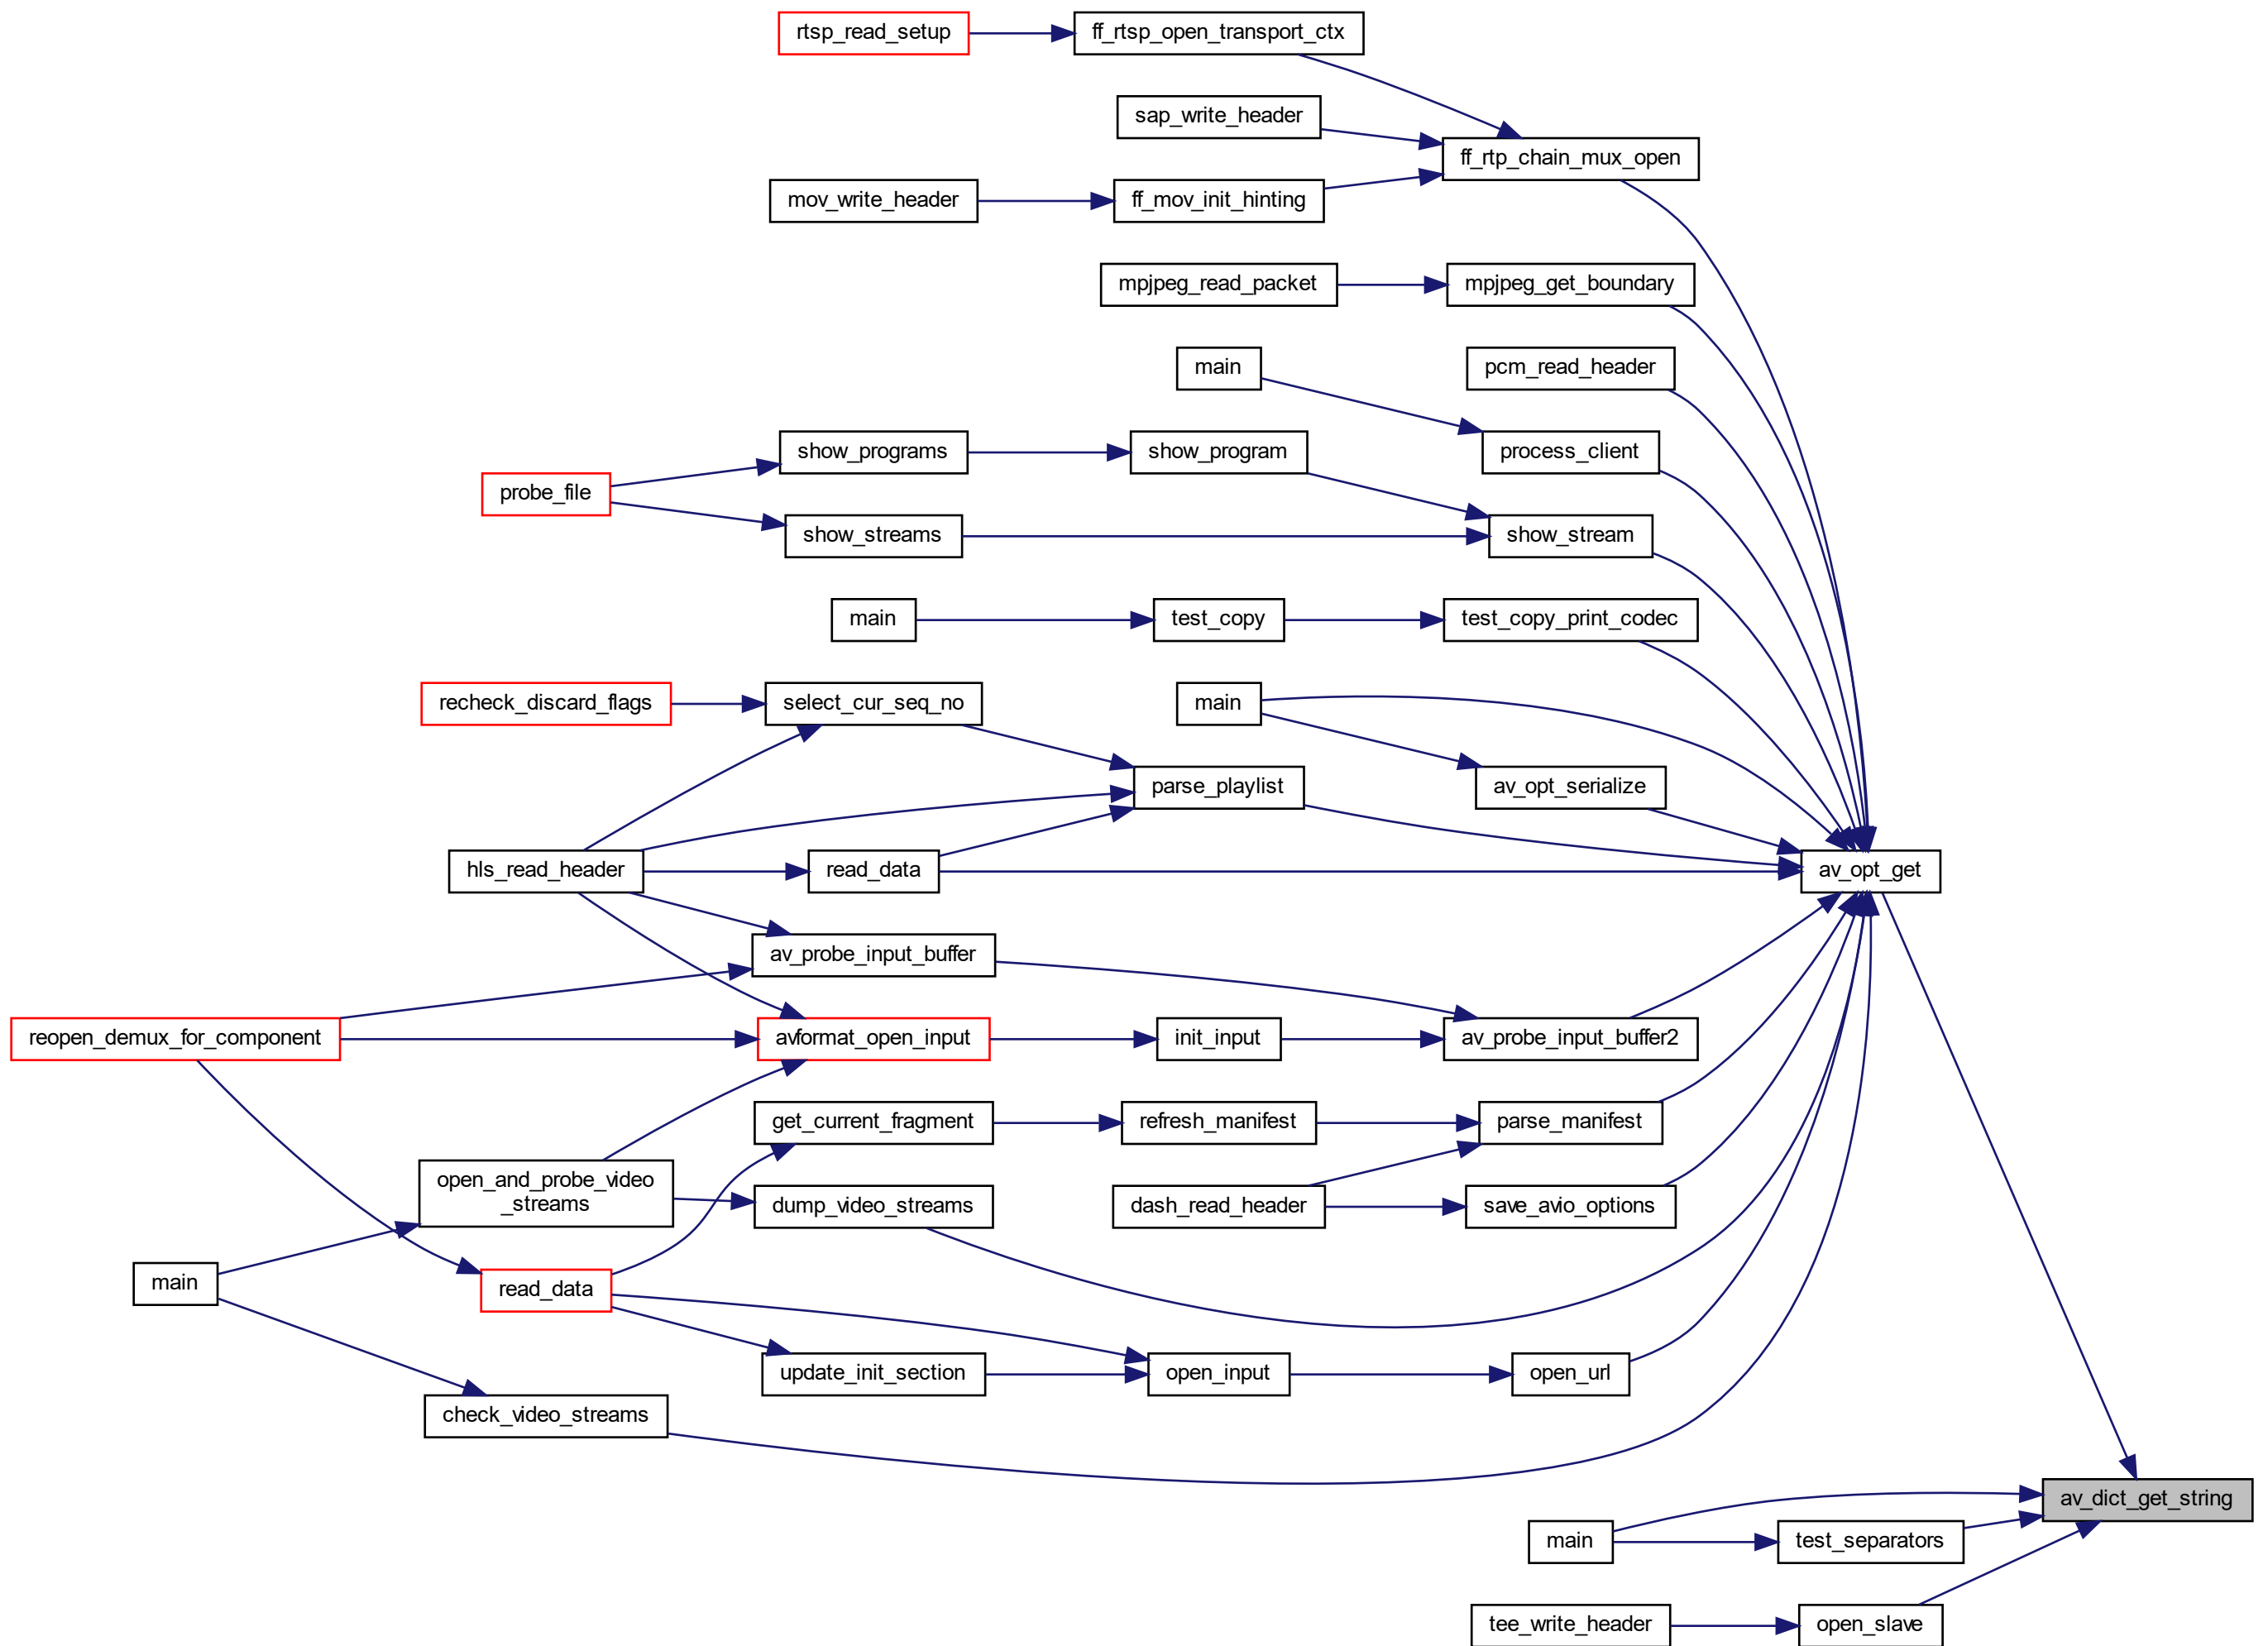 rtsp_read_setup
ff_rtsp_open_transport_ctx
sap_write_header
ff_rtp_chain_mux_open
mov_write_header
ff_mov_init_hinting
mpjpeg_read_packet
mpjpeg_get_boundary
main
pcm_read_header
show_programs
show_program
process_client
probe_file
show_streams
show_stream
main
test_copy
test_copy_print_codec
recheck_discard_flags
select_cur_seq_no
main
parse_playlist
av_opt_serialize
hls_read_header
read_data
av_opt_get
av_probe_input_buffer
reopen_demux_for_component
avformat_open_input
init_input
av_probe_input_buffer2
get_current_fragment
refresh_manifest
parse_manifest
open_and_probe_video
_streams
dump_video_streams
dash_read_header
save_avio_options
main
read_data
update_init_section
open_input
open_url
check_video_streams
av_dict_get_string
main
test_separators
tee_write_header
open_slave